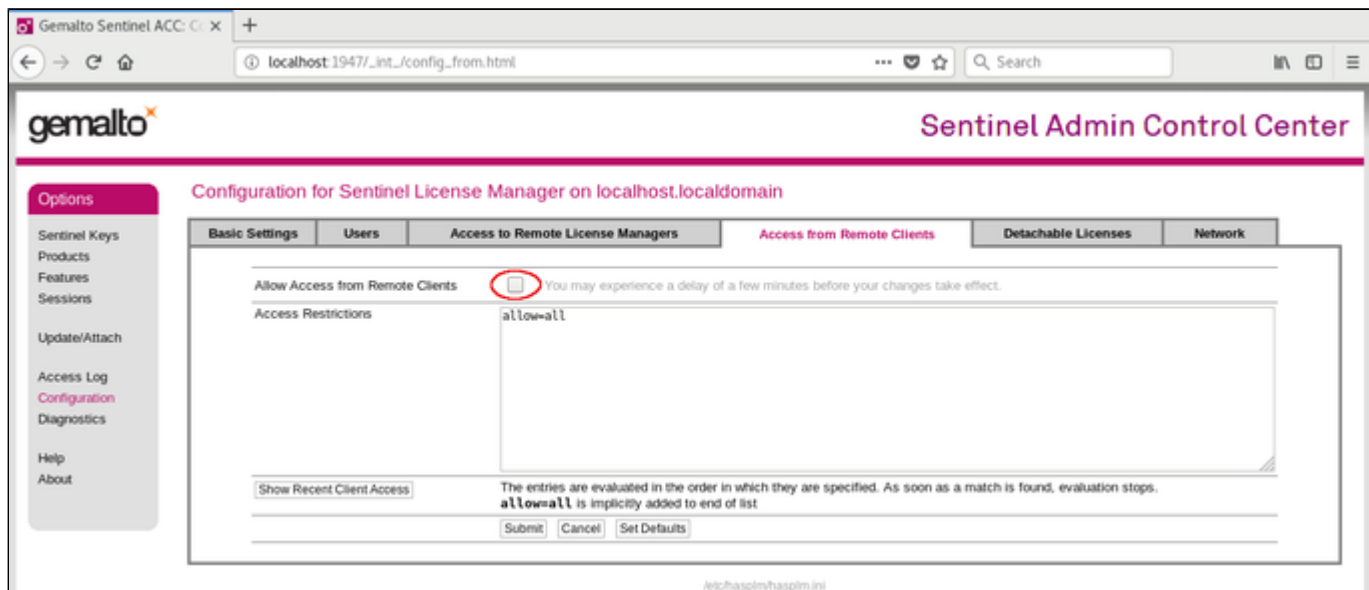 Gemalto Sentinel ACC: Co
localhost:1947/_int_/config_from.html
Search
gemalto
Sentinel Admin Control Center
Options
Sentinel Keys
Products
Features
Sessions
Update/Attach
Access Log
Configuration
Diagnostics
Help
About
Configuration for Sentinel License Manager on localhost.localdomain
Basic Settings Users Access to Remote License Managers Access from Remote Clients Detachable Licenses Network
Allow Access from Remote Clients You may experience a delay of a few minutes before your changes take effect.
Access Restrictions allow=all
Show Recent Client Access The entries are evaluated in the order in which they are specified. As soon as a match is found, evaluation stops.
allow=all is implicitly added to end of list
Submit Cancel Set Defaults
/etc/hasplm/hasplm.ini